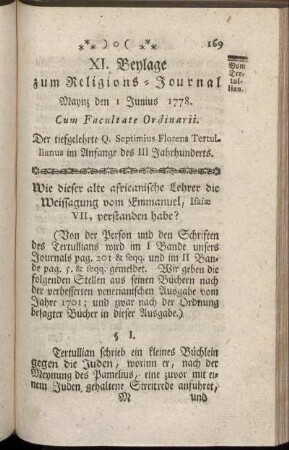 ⁂ ) o ( ⁂ 169
XI. Beylage
zum Religions-Journal
Maynz den 1 Junius 1778.
Cum Facultate Ordinarii.
Der tiefgelehrte Q. Septimius Florens Tertul-
lianus im Anfange des III Jahrhunderts.
Vom
Ter-
tul-
lian.
Wie dieser alte africanische Lehrer die
Weissagung vom Emmanuel, Isaiæ
VII, verstanden habe?
(Von der Person und den Schriften
des Tertullians wird im I Bande unsers
Journals pag. 201 & seqq. und im II Ban-
de pag. 5. & seqq. gemeldet. Wir geben die
folgenden Stellen aus seinen Büchern nach
der verbesserten venetianischen Ausgabe vom
Jahre 1701; und zwar nach der Ordnung
besagter Bücher in dieser Ausgabe.)
§ I.
Tertullian schrieb ein kleines Büchlein
gegen die Juden, worinn er, nach der
Meynung des Pamelius, eine zuvor mit ei-
nem Juden gehaltene Streitrede anführet,
M und